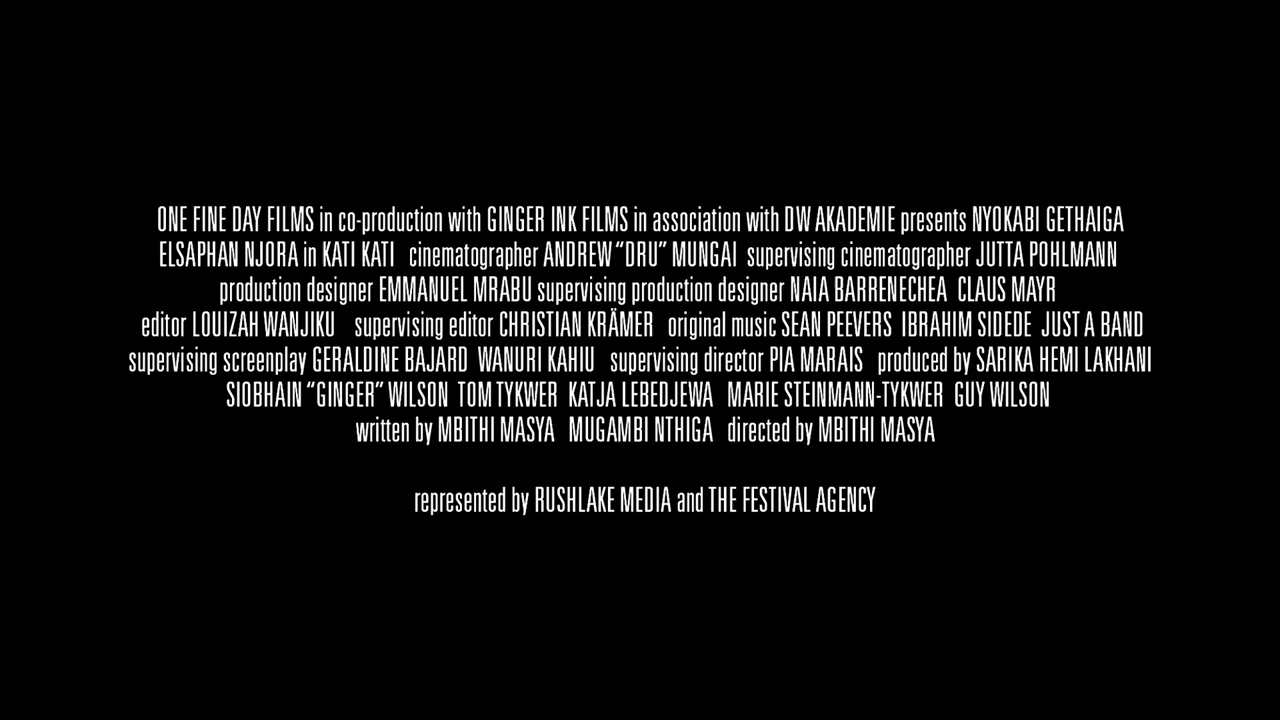 ONE FINE DAY FILMS in co-production with GINGER INK FILMS in association with DW AKADEMIE presents NYOKABI GETHAIGA
ELSAPHAN NJORA in KATI KATI cinematographer ANDREW “DRU” MUNGAI supervising cinematographer JUTTA POHLMANN
production designer EMMANUEL MRABU supervising production designer NAIA BARRENECHEA CLAUS MAYR
editor LOUIZAH WANJIKU supervising editor CHRISTIAN KRÄMER original music SEAN PEEVERS IBRAHIM SIDEDE JUST A BAND
supervising screenplay GERALDINE BAJARD WANURI KAHIU supervising director PIA MARAIS produced by SARIKA HEMI LAKHANI
SIOBHAIN “GINGER” WILSON TOM TYKWER KATJA LEBEDJEWA MARIE STEINMANN-TYKWER GUY WILSON
written by MBITHI MASYA MUGAMBI NTHIGA directed by MBITHI MASYA
represented by RUSHLAKE MEDIA and THE FESTIVAL AGENCY